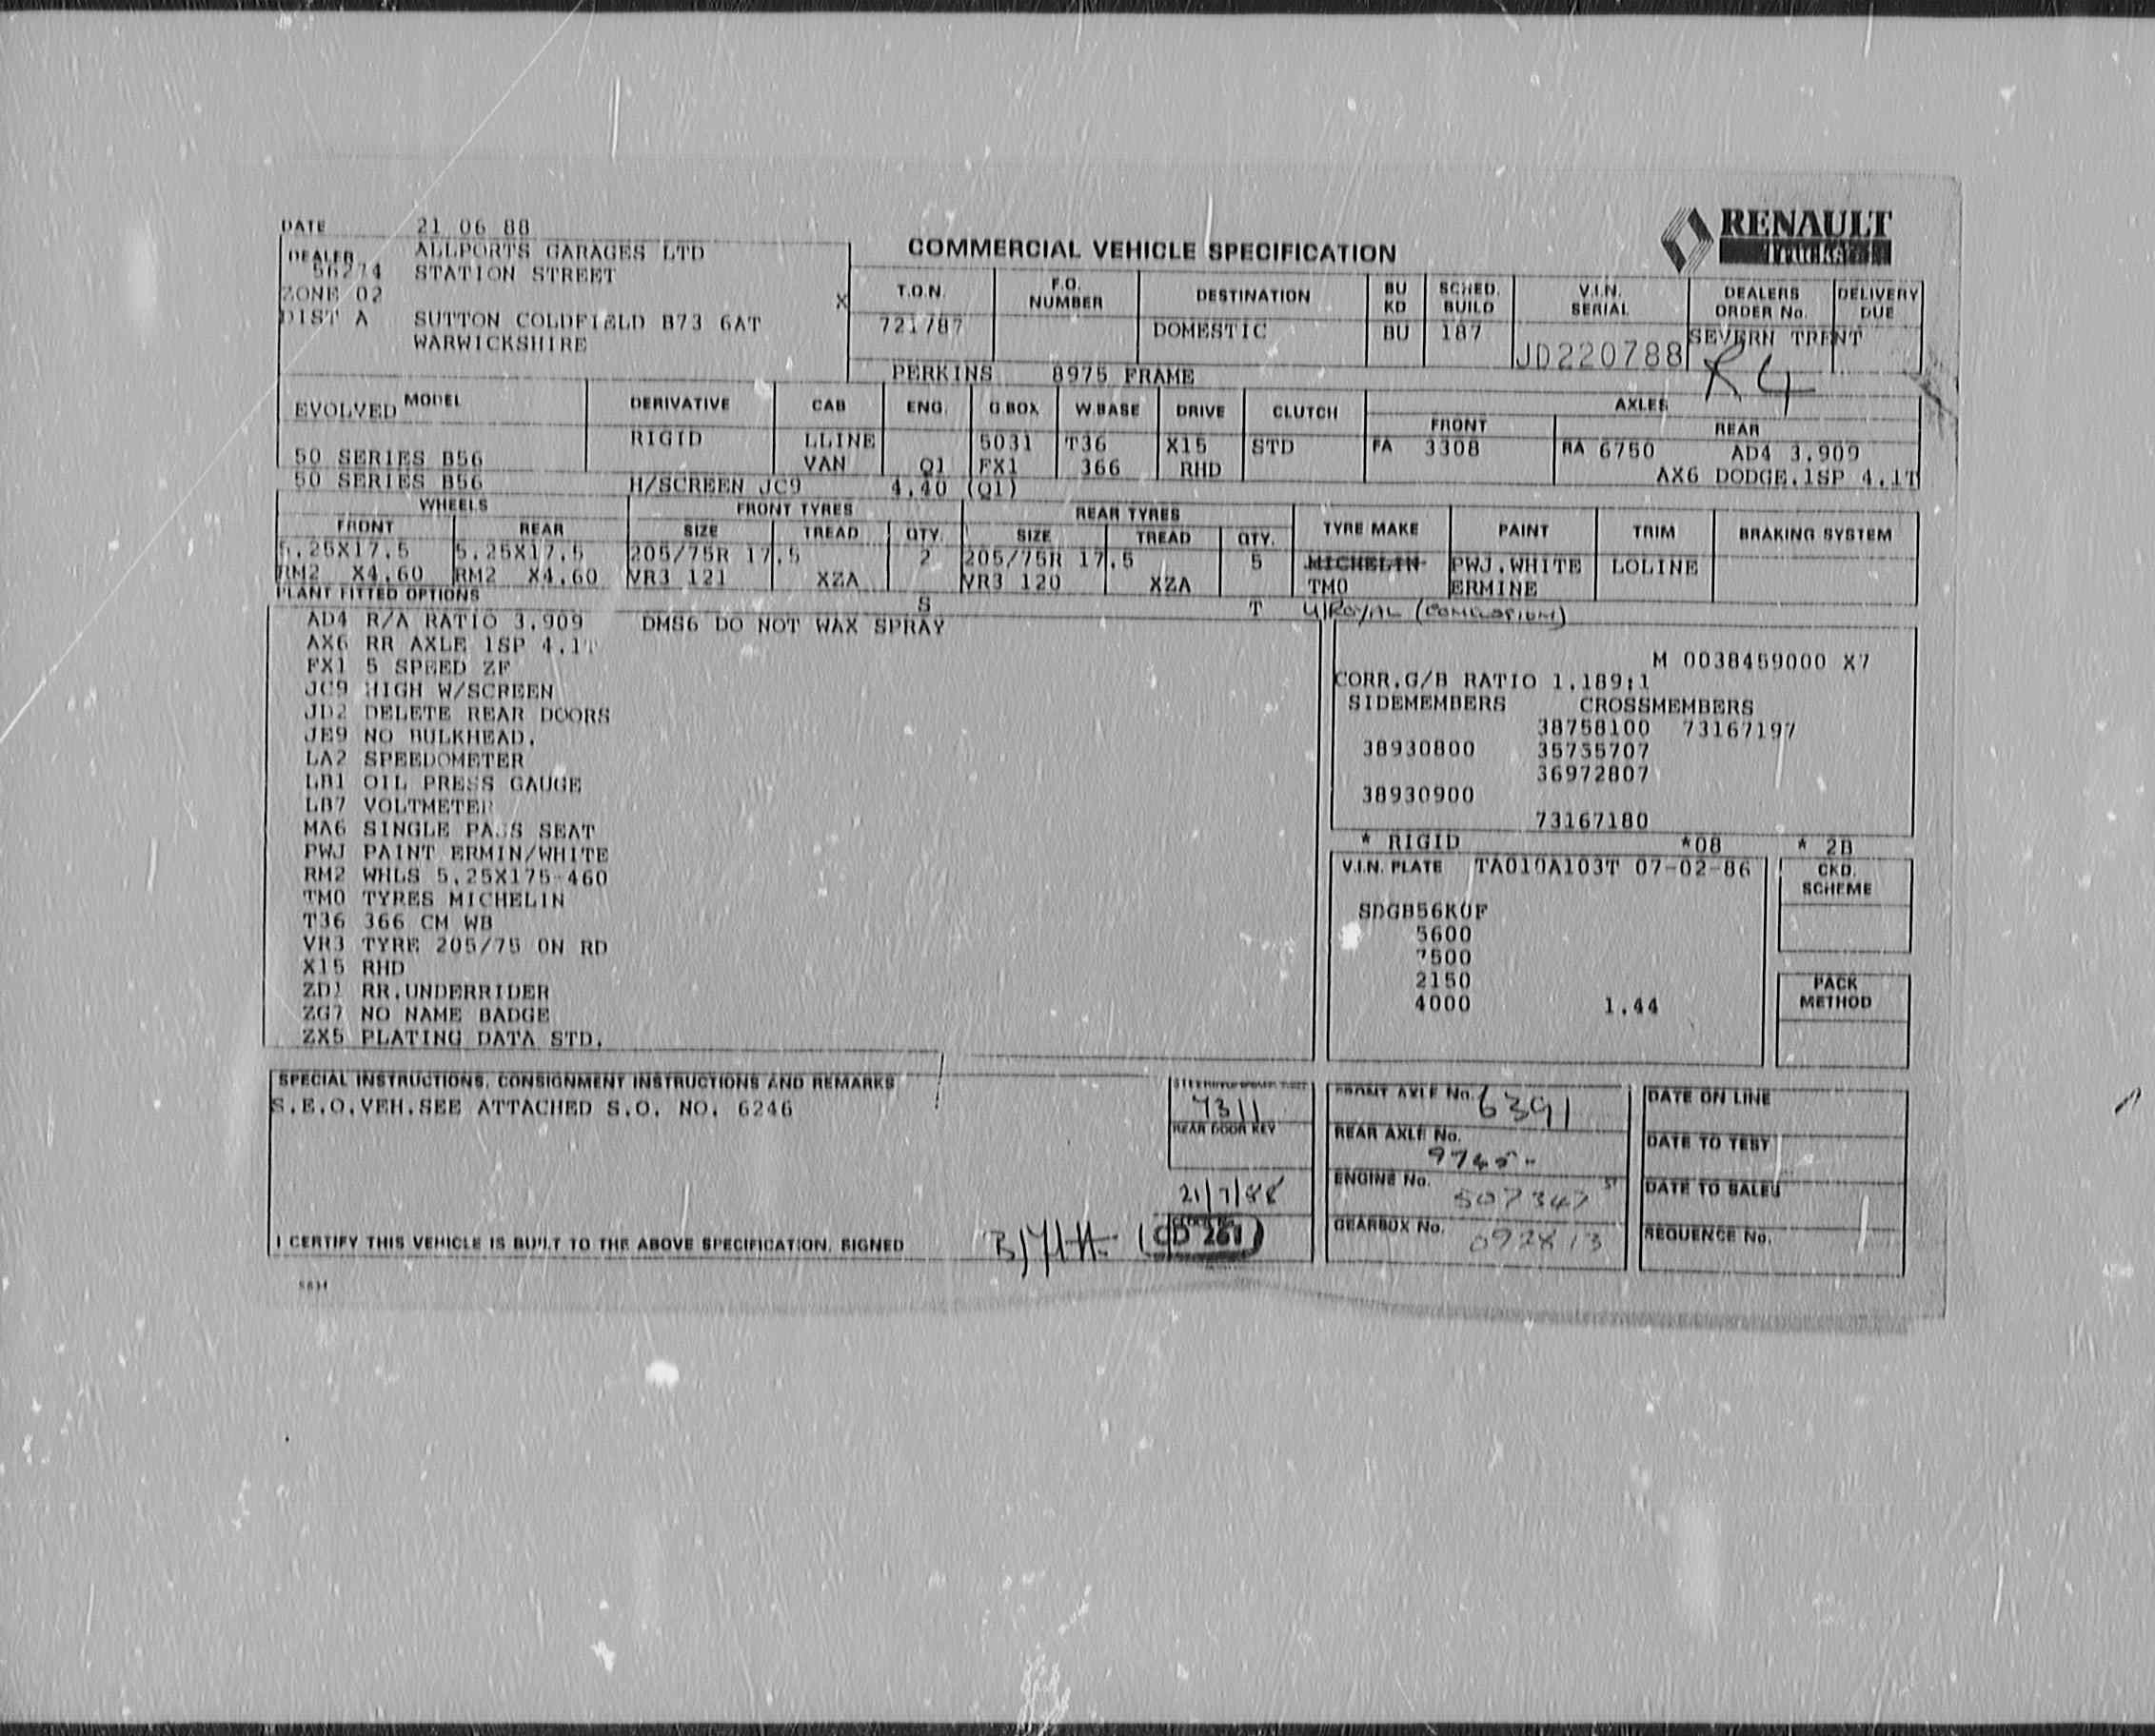 DATE 21 06 88
RENAULT
Trucks
DEALER 56274
ALLPORTS GARAGES LTD
STATION STREET
ZONE 02
DIST A
SUTTON COLDFIELD B73 6AT
WARWICKSHIRE
X
COMMERCIAL VEHICLE SPECIFICATION
T.O.N. F.O. NUMBER DESTINATION BU KD SCHED. BUILD V.I.N. SERIAL DEALERS ORDER No. DELIVERY DUE
721787 DOMESTIC BU 187 JD220788 SEVERN TRENT
R4
PERKINS 8975 FRAME
EVOLVED MODEL DERIVATIVE CAB ENG. G.BOX W.BASE DRIVE CLUTCH AXLES
FRONT REAR
RIGID LLINE 5031 T36 X15 STD FA 3308 RA 6750 AD4 3.909
50 SERIES B56 VAN Q1 FX1 366 RHD
50 SERIES B56 H/SCREEN JC9 4.40 (Q1) AX6 DODGE.1SP 4.1T
WHEELS FRONT TYRES REAR TYRES
FRONT REAR SIZE TREAD QTY. SIZE TREAD QTY. TYRE MAKE PAINT TRIM BRAKING SYSTEM
5.25X17.5 5.25X17.5 205/75R 17.5 2 205/75R 17.5 5 MICHELIN PWJ.WHITE LOLINE
RM2 X4.60 RM2 X4.60 VR3 121 XZA VR3 120 XZA TM0 ERMINE
PLANT FITTED OPTIONS S T U/ROYAL
AD4 R/A RATIO 3.909 DMS6 DO NOT WAX SPRAY
AX6 RR AXLE 1SP 4.1T
FX1 5 SPEED ZF
JC9 HIGH W/SCREEN
JD2 DELETE REAR DOORS
JE9 NO BULKHEAD.
LA2 SPEEDOMETER
LB1 OIL PRESS GAUGE
LB7 VOLTMETER
MA6 SINGLE PASS SEAT
PWJ PAINT ERMIN/WHITE
RM2 WHLS 5.25X175-460
TM0 TYRES MICHELIN
T36 366 CM WB
VR3 TYRE 205/75 ON RD
X15 RHD
ZD1 RR.UNDERRIDER
ZG7 NO NAME BADGE
ZX5 PLATING DATA STD.
M 0038459000 X7
CORR.G/B RATIO 1.189:1
SIDEMEMBERS CROSSMEMBERS
38758100 73167197
38930800 35735707
36972807
38930900
73167180
* RIGID *08 * 2B
V.I.N. PLATE TA010A103T 07-02-86
SDGB56K0F
5600
7500
2150
4000 1.44
CKD. SCHEME
PACK METHOD
SPECIAL INSTRUCTIONS, CONSIGNMENT INSTRUCTIONS AND REMARKS
S.E.O.VEH.SEE ATTACHED S.O. NO. 6246
4311
REAR DOOR KEY
21/7/88
I CERTIFY THIS VEHICLE IS BUILT TO THE ABOVE SPECIFICATION. SIGNED
CD 261
FRONT AXLE No. 6391
REAR AXLE No. 9745
ENGINE No. 507347
GEARBOX No. 092813
DATE ON LINE
DATE TO TEST
DATE TO SALES
SEQUENCE No.